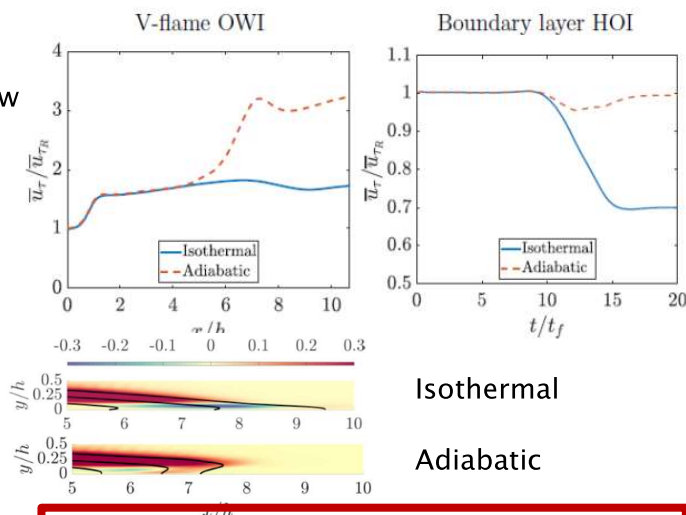 V-flame OWI
4
3
2
1
0
w
ū_τ/ū_τR
Isothermal
Adiabatic
0 2 4 6 8 10
Boundary layer HOI
1.1
1
0.9
0.8
0.7
0.6
0.5
ū_τ/ū_τR
Isothermal
Adiabatic
0 5 10 15 20
t/t_f
-0.3 -0.2 -0.1 0 0.1 0.2 0.3
y/h
0.5
0.25
0
5 6 7 8 9 10
Isothermal
y/h
0.5
0.25
0
5 6 7 8 9 10
Adiabatic